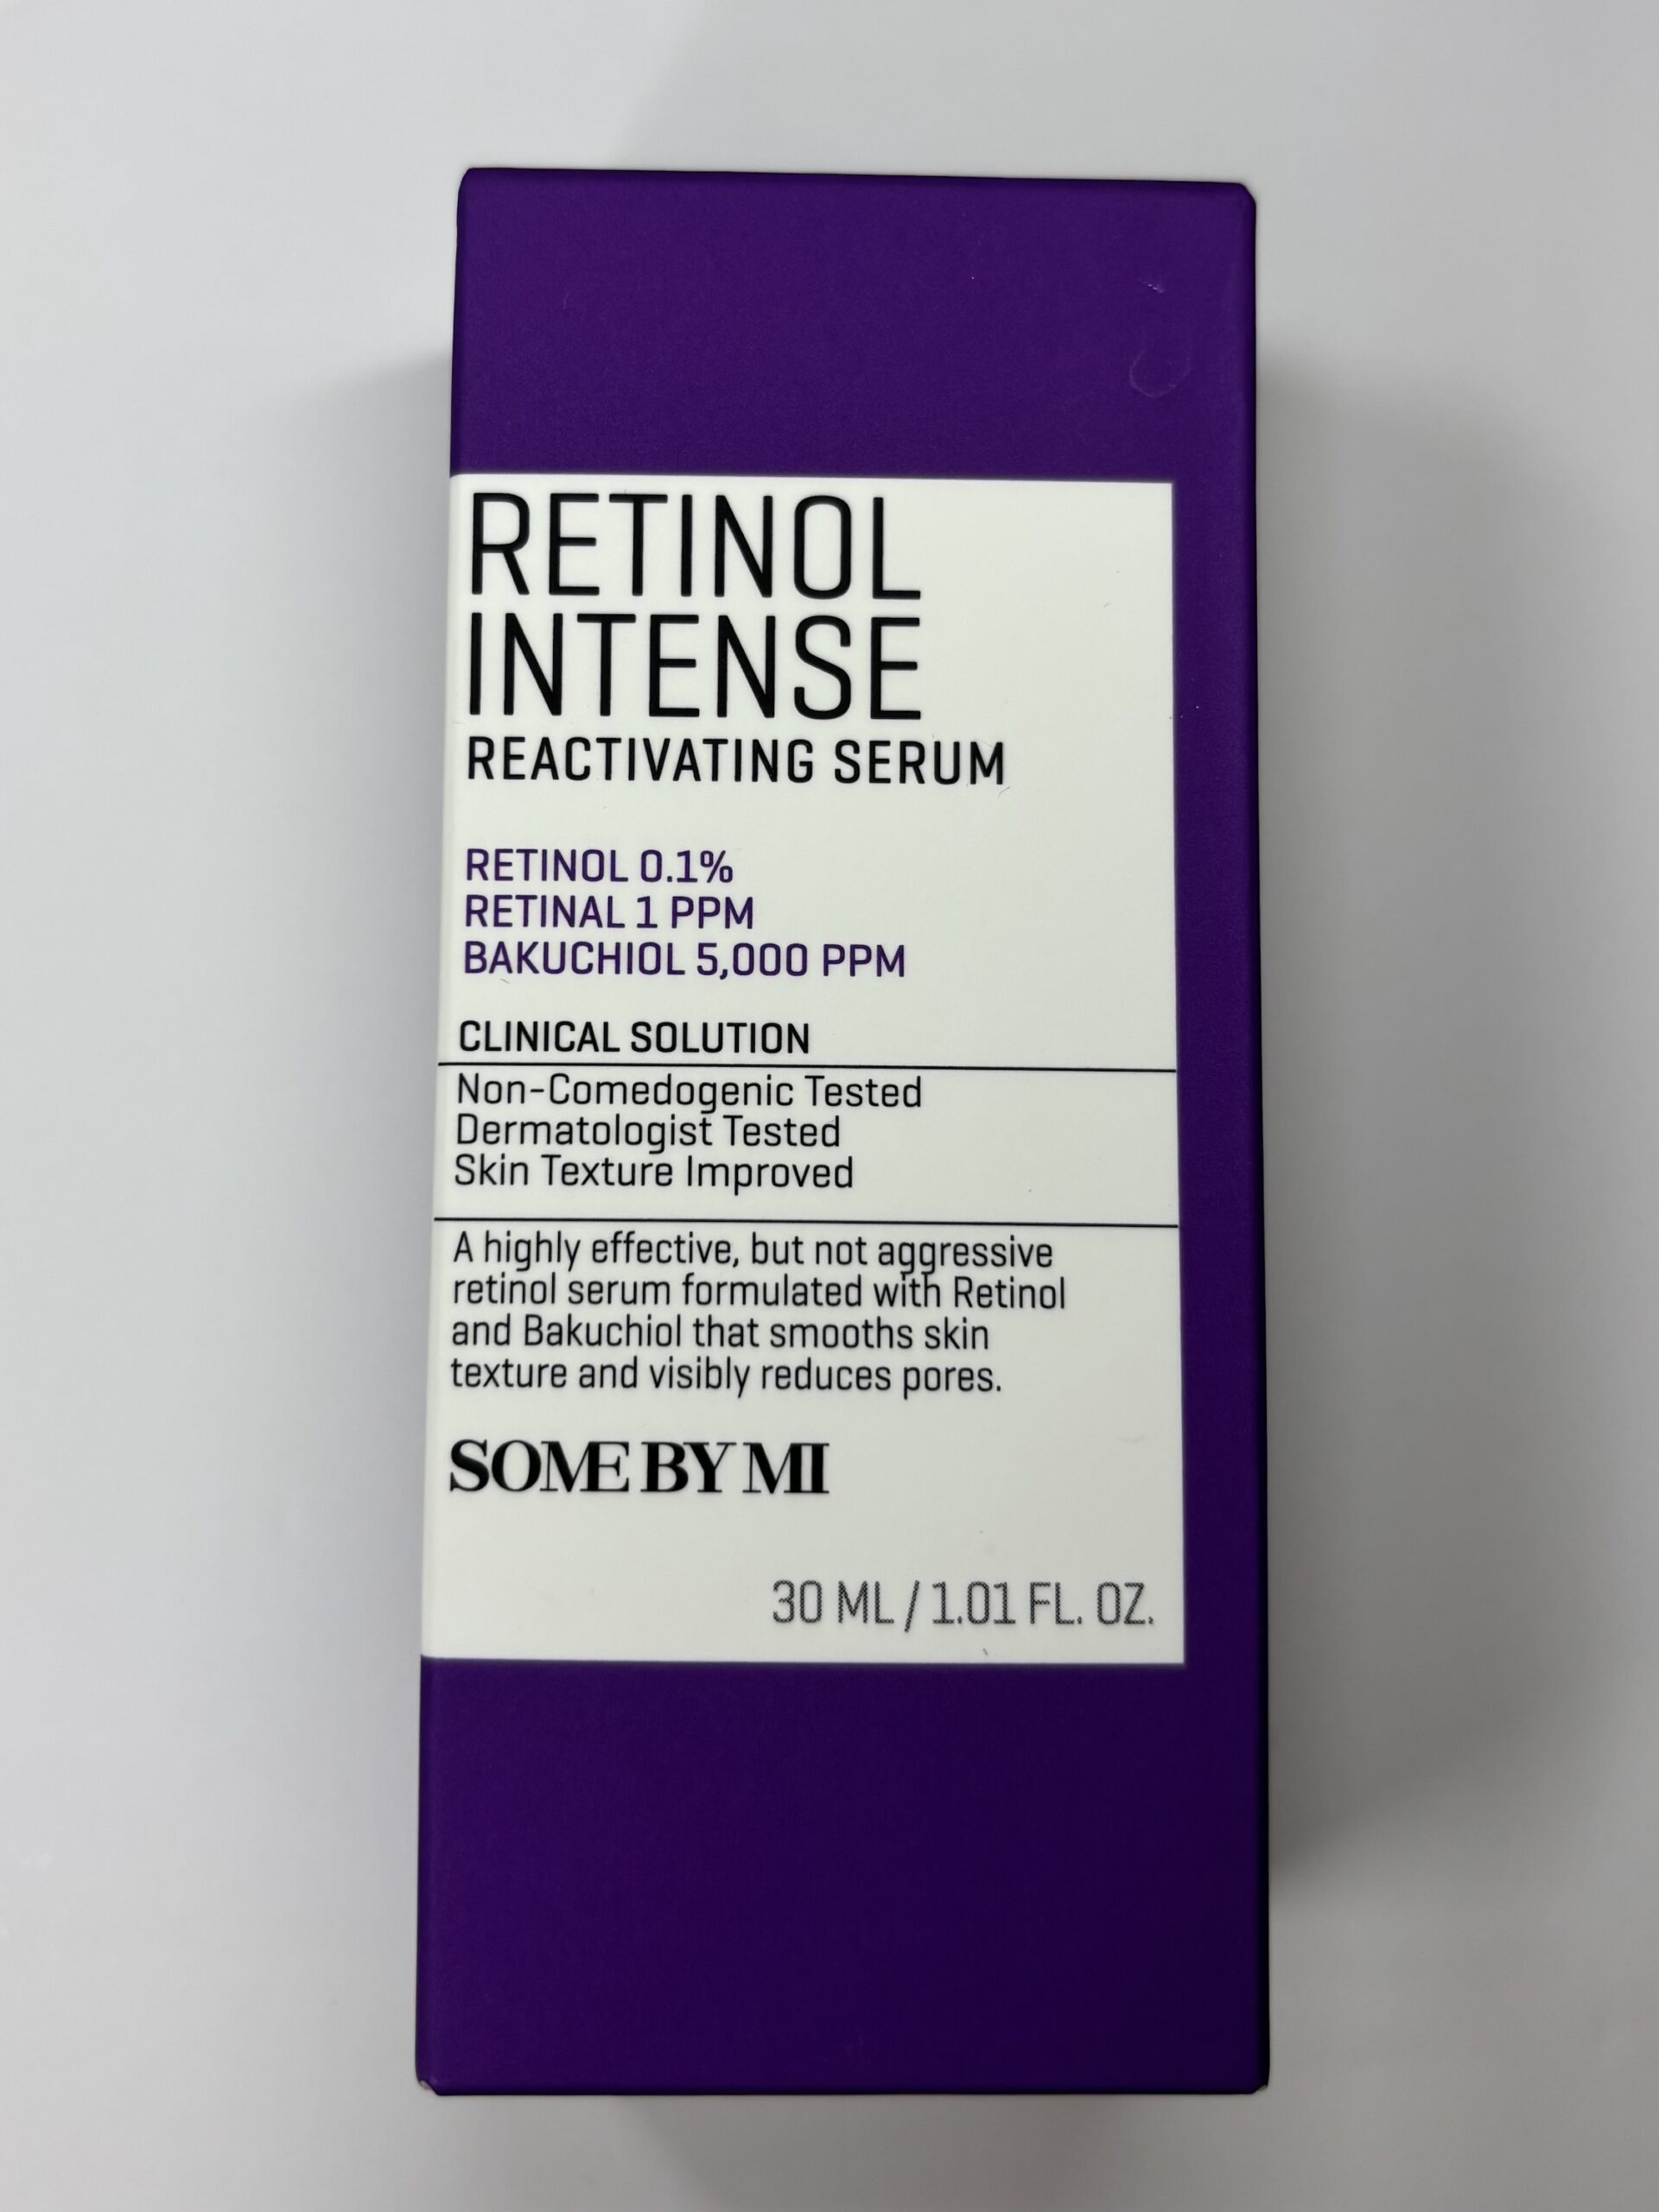 RETINOL
INTENSE
REACTIVATING SERUM
RETINOL 0.1%
RETINAL 1 PPM
BAKUCHIOL 5,000 PPM
CLINICAL SOLUTION
Non-Comedogenic Tested
Dermatologist Tested
Skin Texture Improved
A highly effective, but not aggressive
retinol serum formulated with Retinol
and Bakuchiol that smooths skin
texture and visibly reduces pores.
SOME BY MI
30 ML / 1.01 FL. OZ.